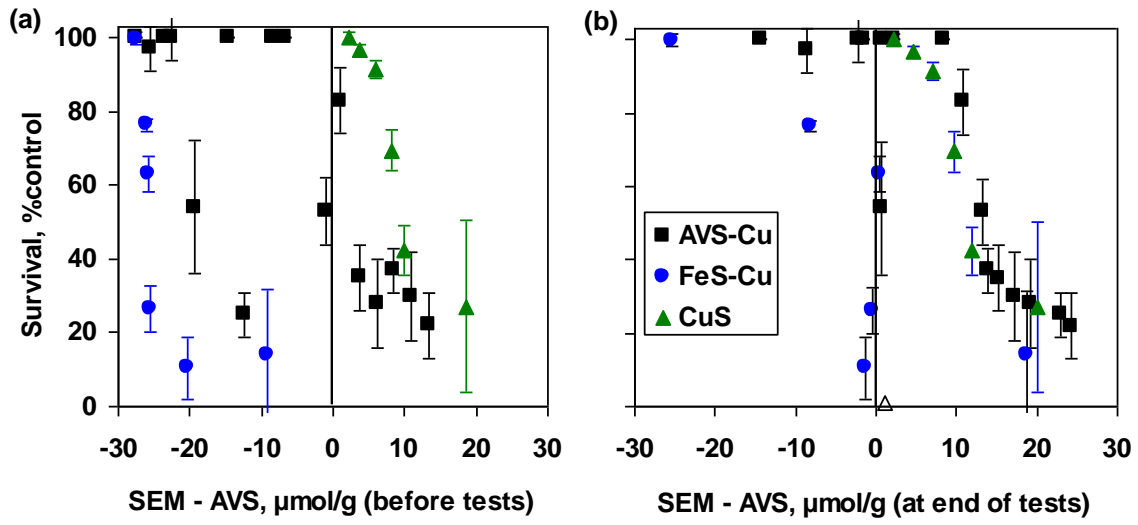 (a)
(b)
Survival, %control
100
80
60
40
20
0
-30 -20 -10 0 10 20 30
SEM - AVS, μmol/g (before tests)
AVS-Cu
FeS-Cu
CuS
-30 -10 0 10 20 30
SEM - AVS, μmol/g (at end of tests)